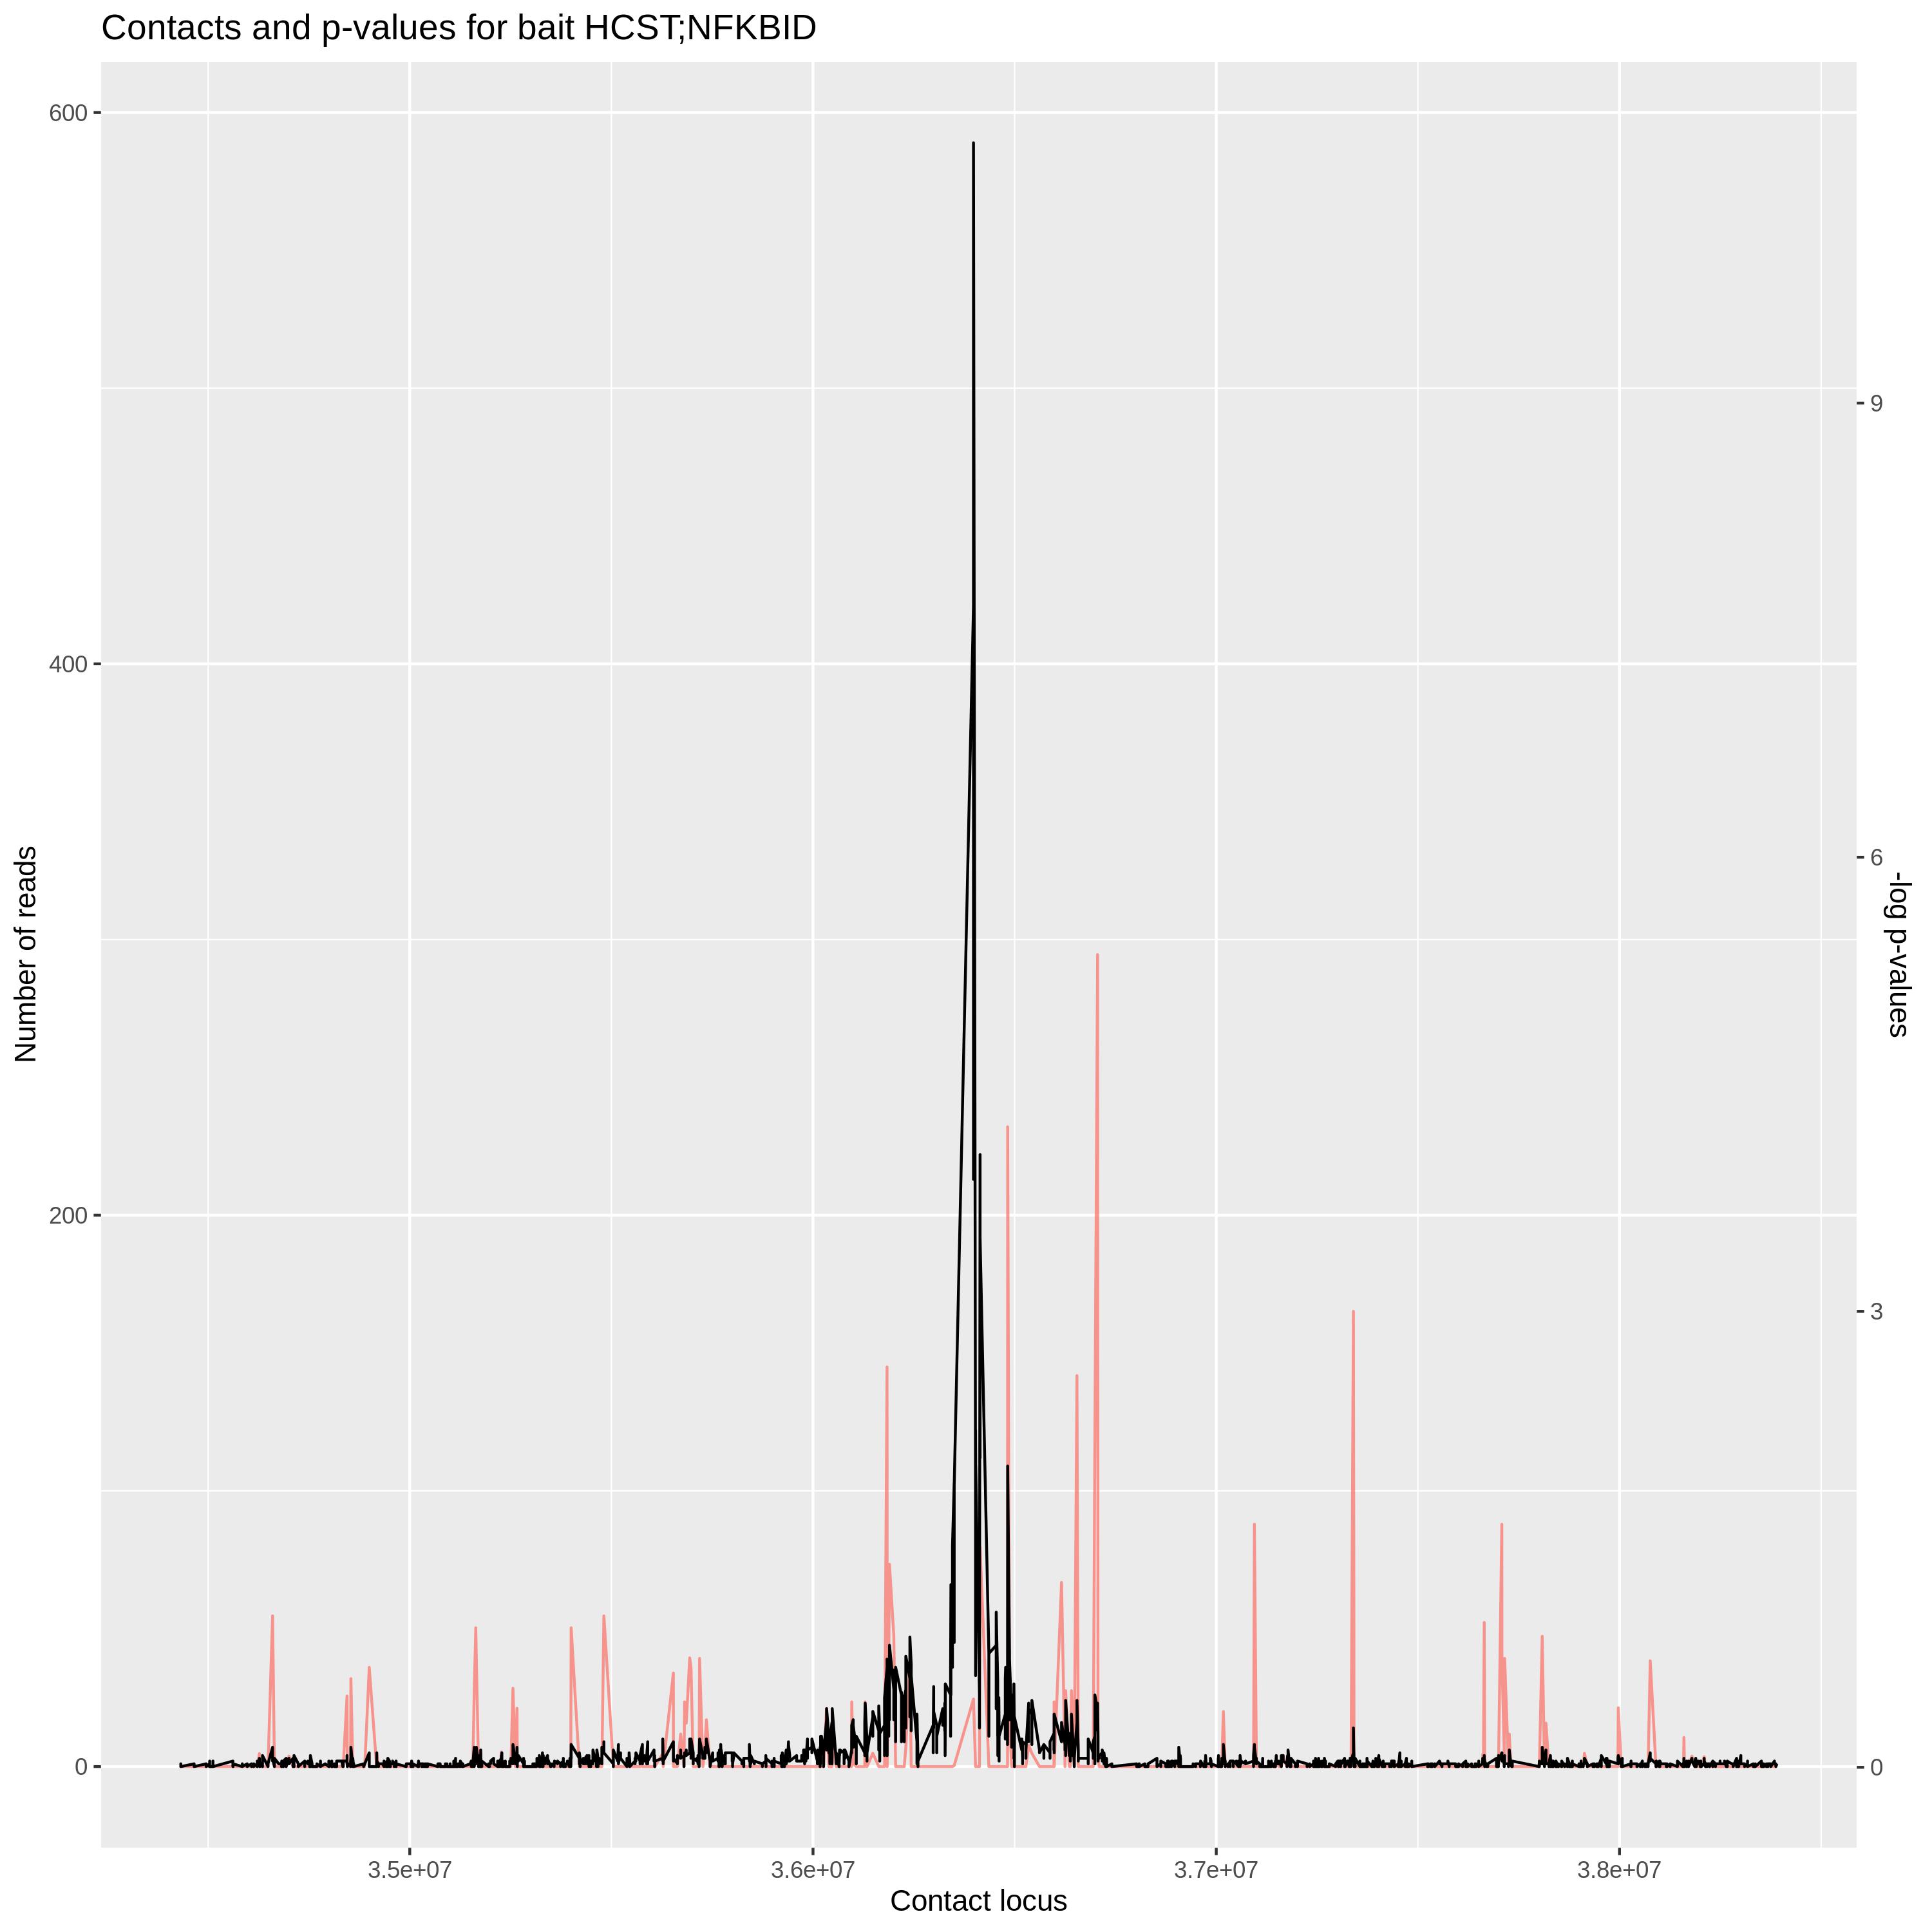 Contacts and p-values for bait HCST;NFKBID
600
400
200
0
Number of reads
9
6
3
0
-log p-values
3.5e+07
3.6e+07
3.7e+07
3.8e+07
Contact locus